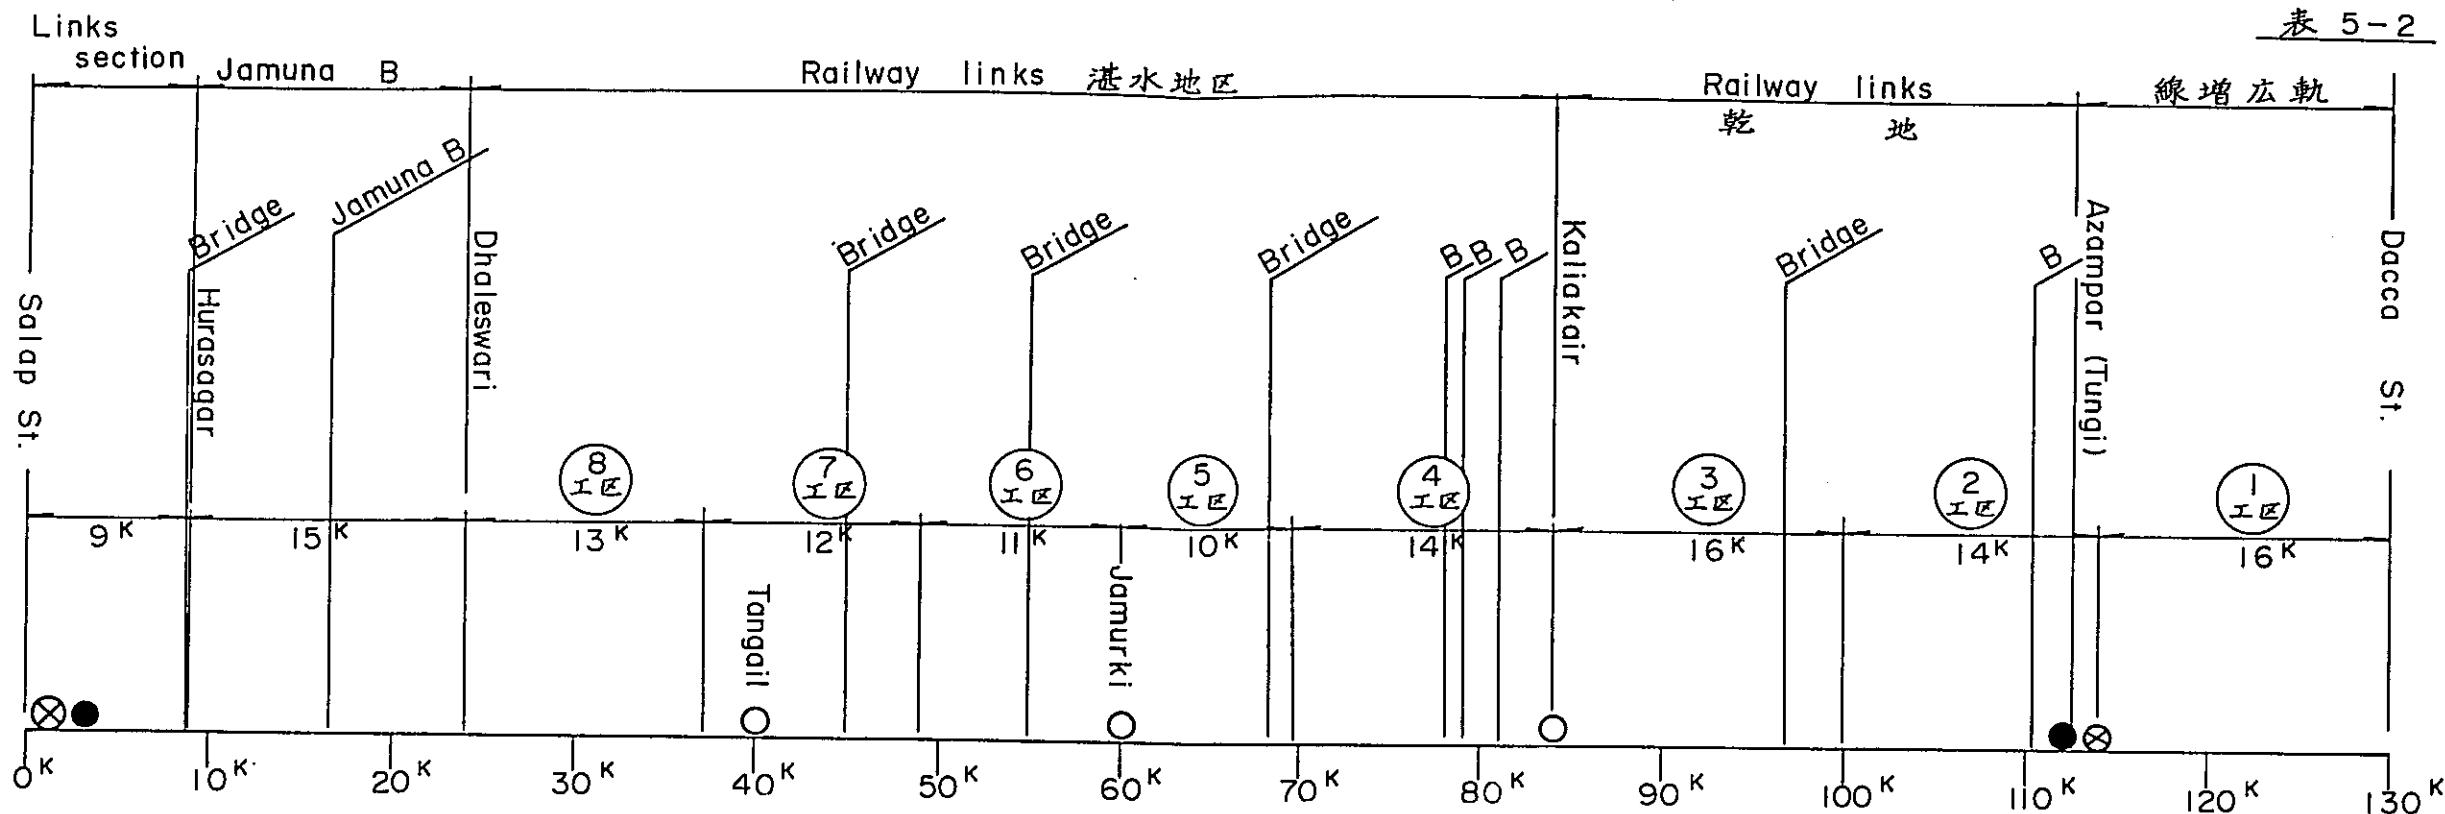 表 5-2
Links
section
Jamuna B
Railway links 湛水地区
Railway links
乾 地
線増広軌
Bridge
Jamuna B
Bridge
Bridge
Bridge
B
B
B
Bridge
B
Salap St.
Hurasagar
Dhaleswari
Kaliakair
Azampar (Tungi)
Dacca St.
8
工区
7
工区
6
工区
5
工区
4
工区
3
工区
2
工区
1
工区
9K 15K 13K 12K 11K 10K 14K 16K 14K 16K
Tangail
Jamurki
0K 10K 20K 30K 40K 50K 60K 70K 80K 90K 100K 110K 120K 130K